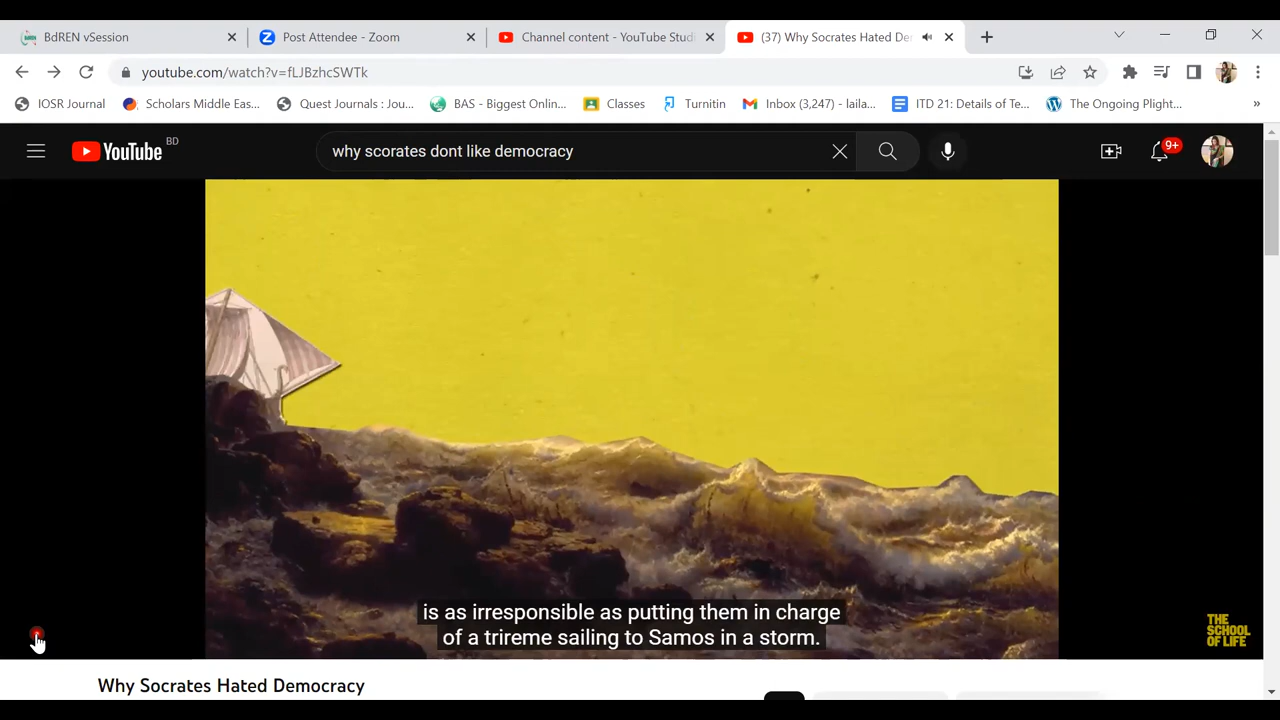 BdREN vSession
Post Attendee - Zoom
Channel content - YouTube Studi
(37) Why Socrates Hated Der
youtube.com/watch?v=fLJBzhcSWTk
IOSR Journal
Scholars Middle Eas...
Quest Journals : Jou...
BAS - Biggest Onlin...
Classes
Turnitin
Inbox (3,247) - laila...
ITD 21: Details of Te...
The Ongoing Plight...
»
YouTube BD
why scorates dont like democracy
9+
is as irresponsible as putting them in charge
of a trireme sailing to Samos in a storm.
THE
SCHOOL
OF LIFE
Why Socrates Hated Democracy